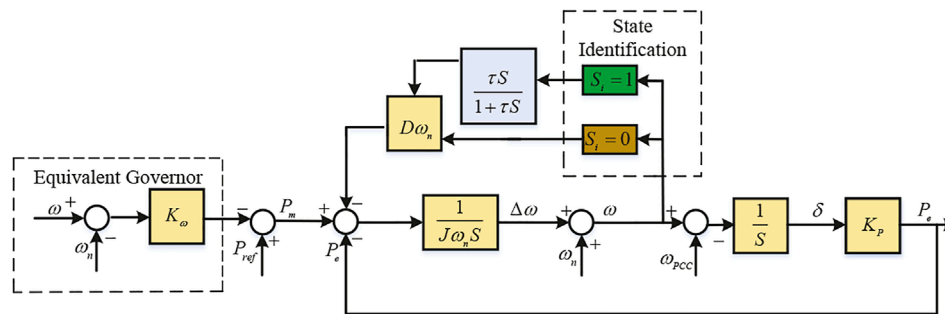 State
Identification
S_i = 1
τS
1 + τS
Dω_n
S_i = 0
Equivalent Governor
ω
+
K_ω
−
ω_n
−
P_m
+
P_ref
+
−
−
P_e
1
Jω_nS
Δω
+
ω
ω_n
+
+
−
ω_PCC
1
S
δ
K_P
P_e